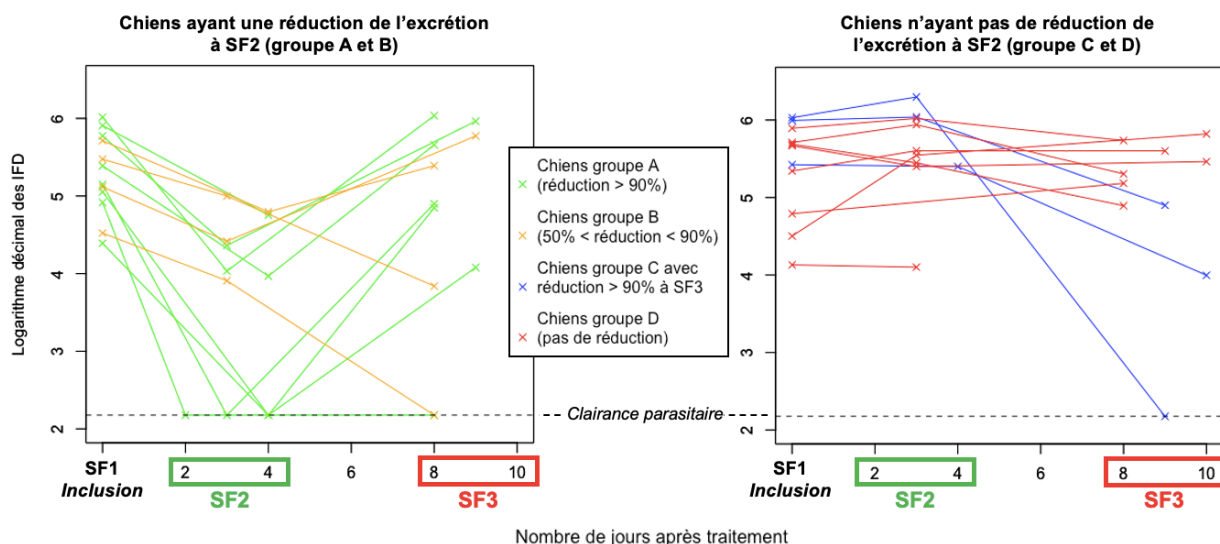 Chiens ayant une réduction de l'excrétion
à SF2 (groupe A et B)
Chiens n'ayant pas de réduction de
l'excrétion à SF2 (groupe C et D)
Logarithme décimal des IFD
6
5
4
3
2
6
5
4
3
2
Chiens groupe A
(réduction > 90%)
Chiens groupe B
(50% < réduction < 90%)
Chiens groupe C avec
réduction > 90% à SF3
Chiens groupe D
(pas de réduction)
Clairance parasitaire
SF1
Inclusion
2 4 6 8 10
SF2
SF3
SF1
Inclusion
2 4 6 8 10
SF2
SF3
Nombre de jours après traitement